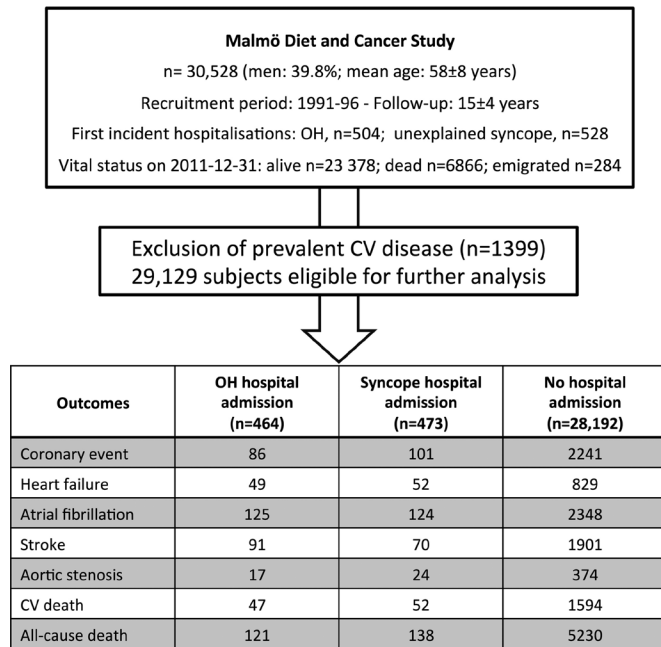 Malmö Diet and Cancer Study
n= 30,528 (men: 39.8%; mean age: 58±8 years)
Recruitment period: 1991-96 - Follow-up: 15±4 years
First incident hospitalisations: OH, n=504; unexplained syncope, n=528
Vital status on 2011-12-31: alive n=23 378; dead n=6866; emigrated n=284
Exclusion of prevalent CV disease (n=1399)
29,129 subjects eligible for further analysis
Outcomes
OH hospital
admission
(n=464)
Syncope hospital
admission
(n=473)
No hospital
admission
(n=28,192)
Coronary event 86 101 2241
Heart failure 49 52 829
Atrial fibrillation 125 124 2348
Stroke 91 70 1901
Aortic stenosis 17 24 374
CV death 47 52 1594
All-cause death 121 138 5230